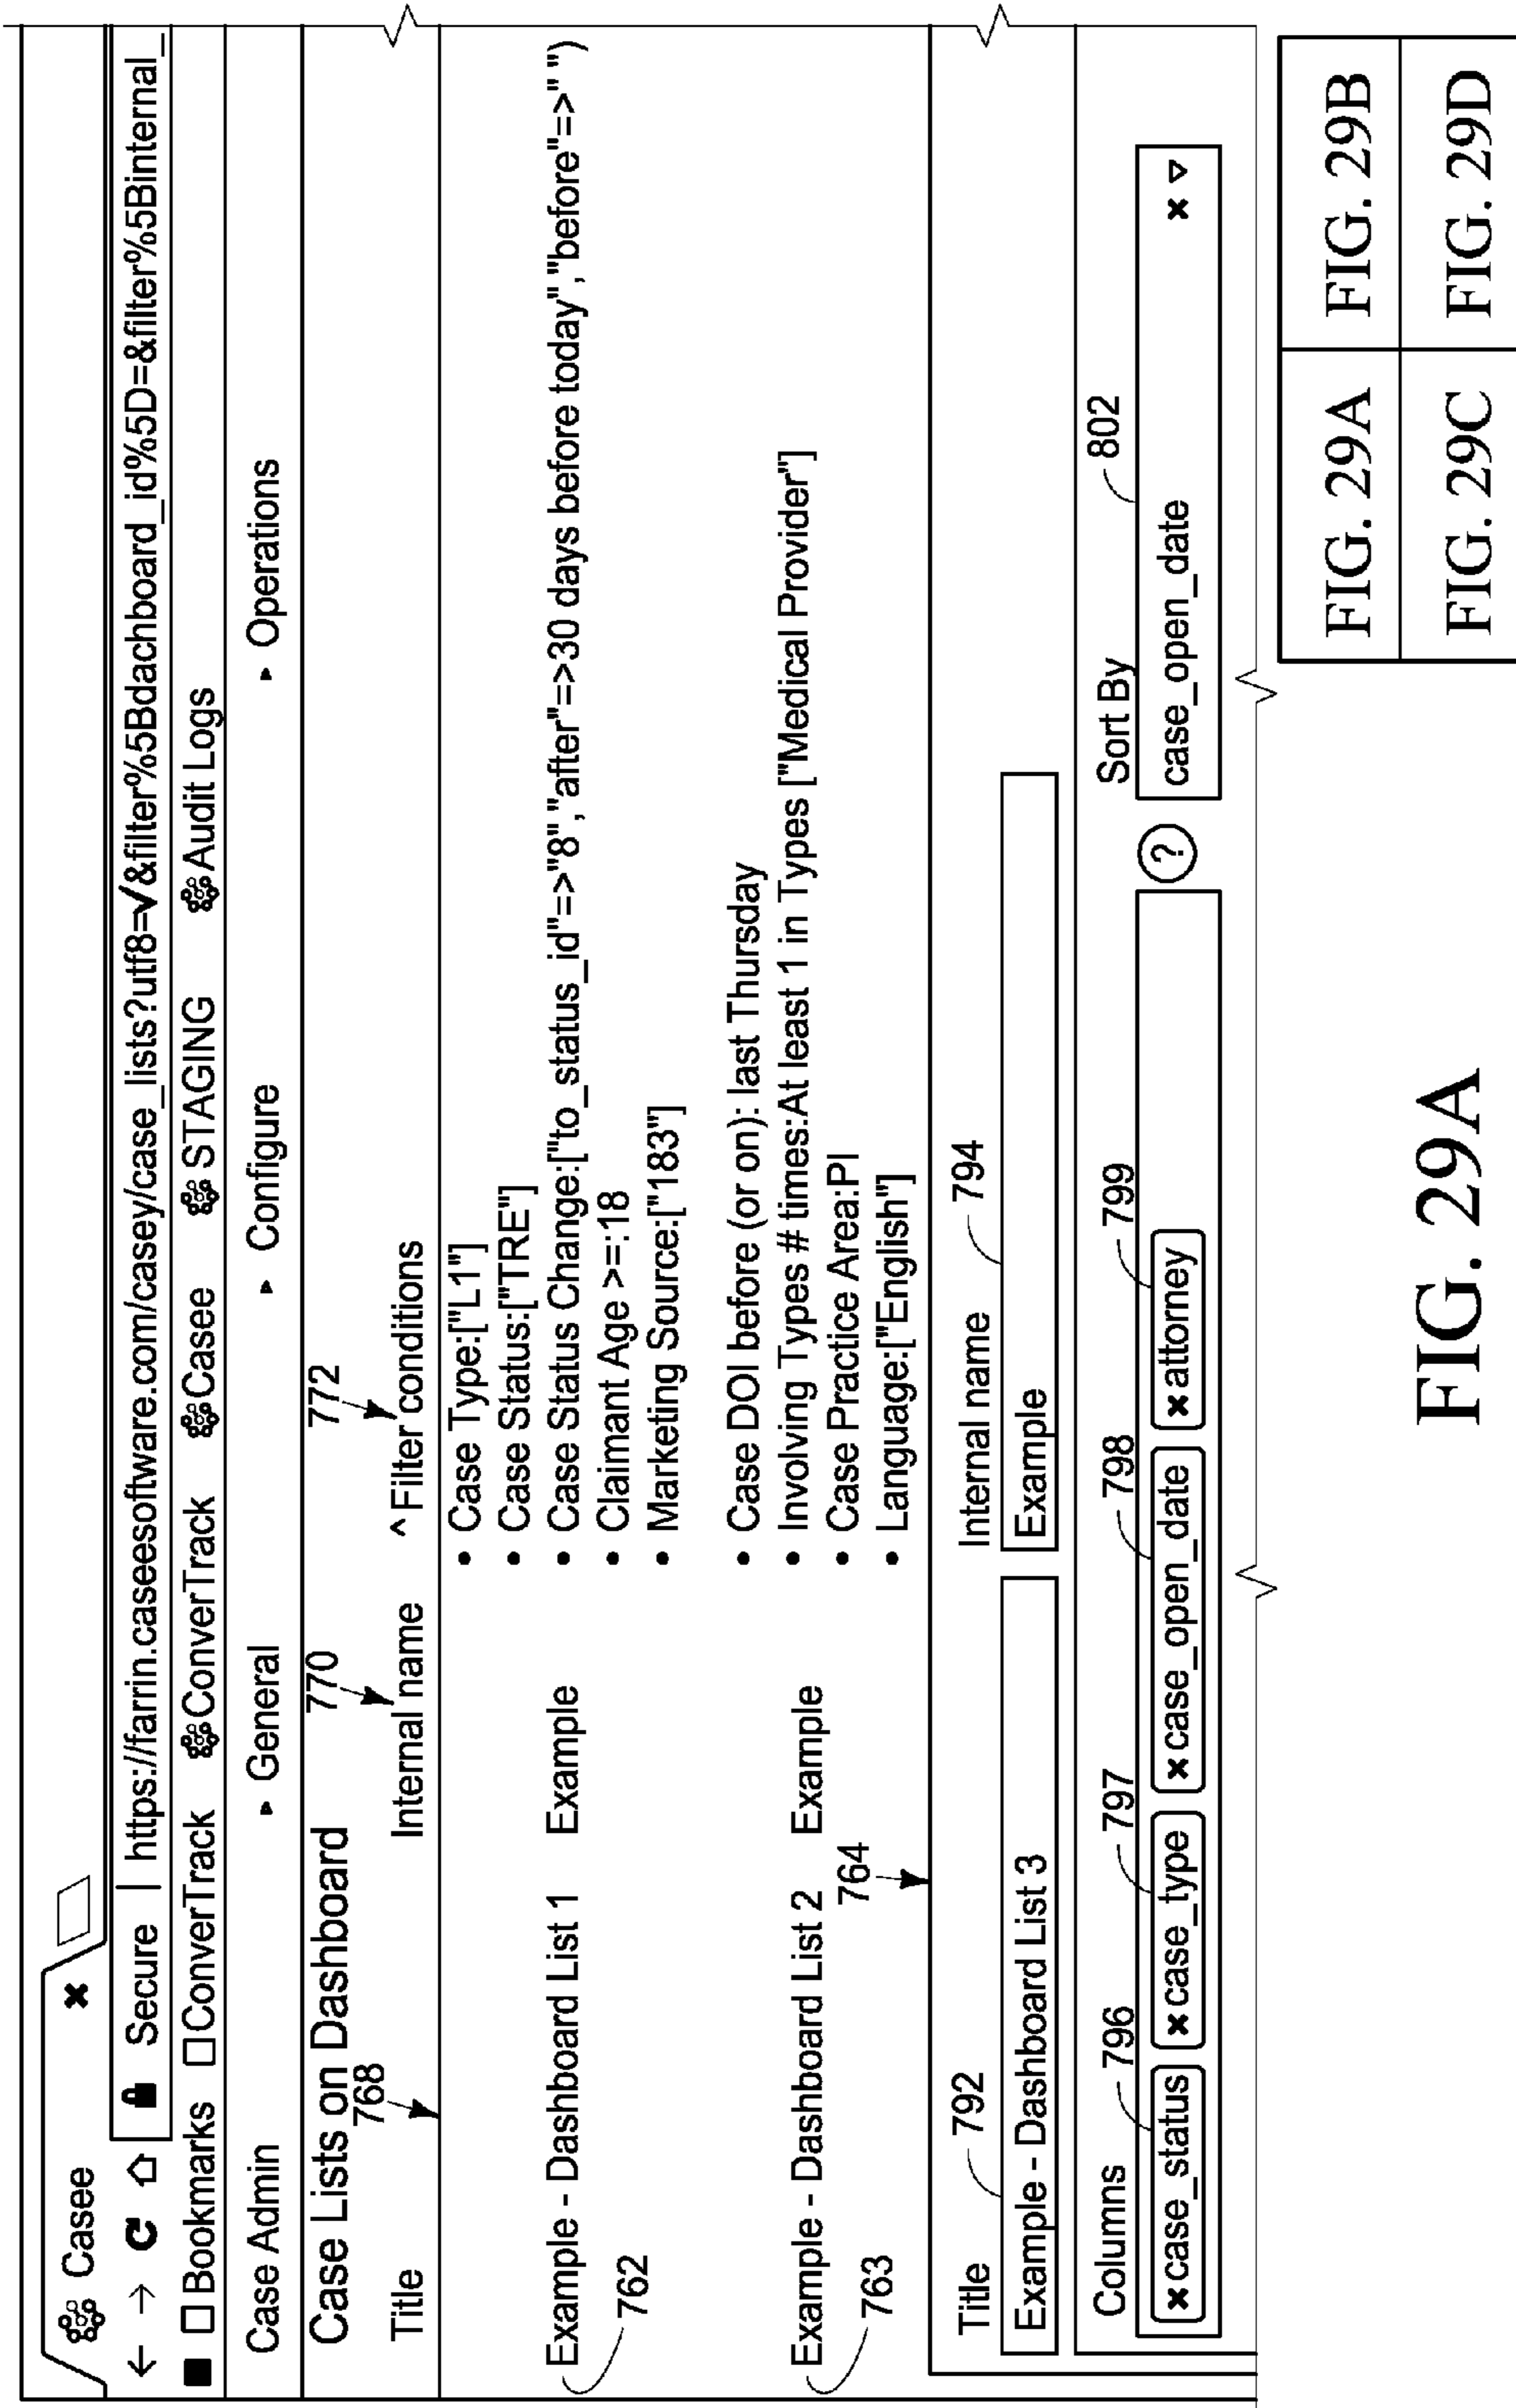 Casee
Secure | https://farrin.caseesoftware.com/casey/case_lists?utf8=✓&filter%5Bdachboard_id%5D=&filter%5Binternal_
Bookmarks ConverTrack ConverTrack Casee STAGING Audit Logs
Case Admin General Configure Operations
Case Lists on Dashboard
768 770 772
Title Internal name ^ Filter conditions
• Case Type:["L1"]
• Case Status:["TRE"]
Example - Dashboard List 1 Example • Case Status Change:["to_status_id"=>"8","after"=>30 days before today","before"=>" ")
• Claimant Age >=:18
762 • Marketing Source:["183"]
• Case DOI before (or on): last Thursday
Example - Dashboard List 2 Example • Involving Types # times:At least 1 in Types ["Medical Provider"]
764 • Case Practice Area:PI
763 • Language:["English"]
Title 792 Internal name 794
Example - Dashboard List 3 Example
Columns 796 797 798 799 Sort By 802
×case_status ×case_type ×case_open_date ×attorney ? case_open_date ×
FIG. 29A FIG. 29B
FIG. 29C FIG. 29D
FIG. 29A